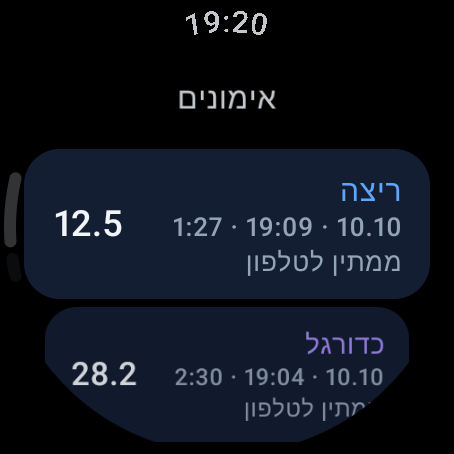 19:20
אימונים
ריצה
10.10 · 19:09 · 1:27
12.5
ממתין לטלפון
כדורגל
10.10 · 19:04 · 2:30
28.2
לטלפון